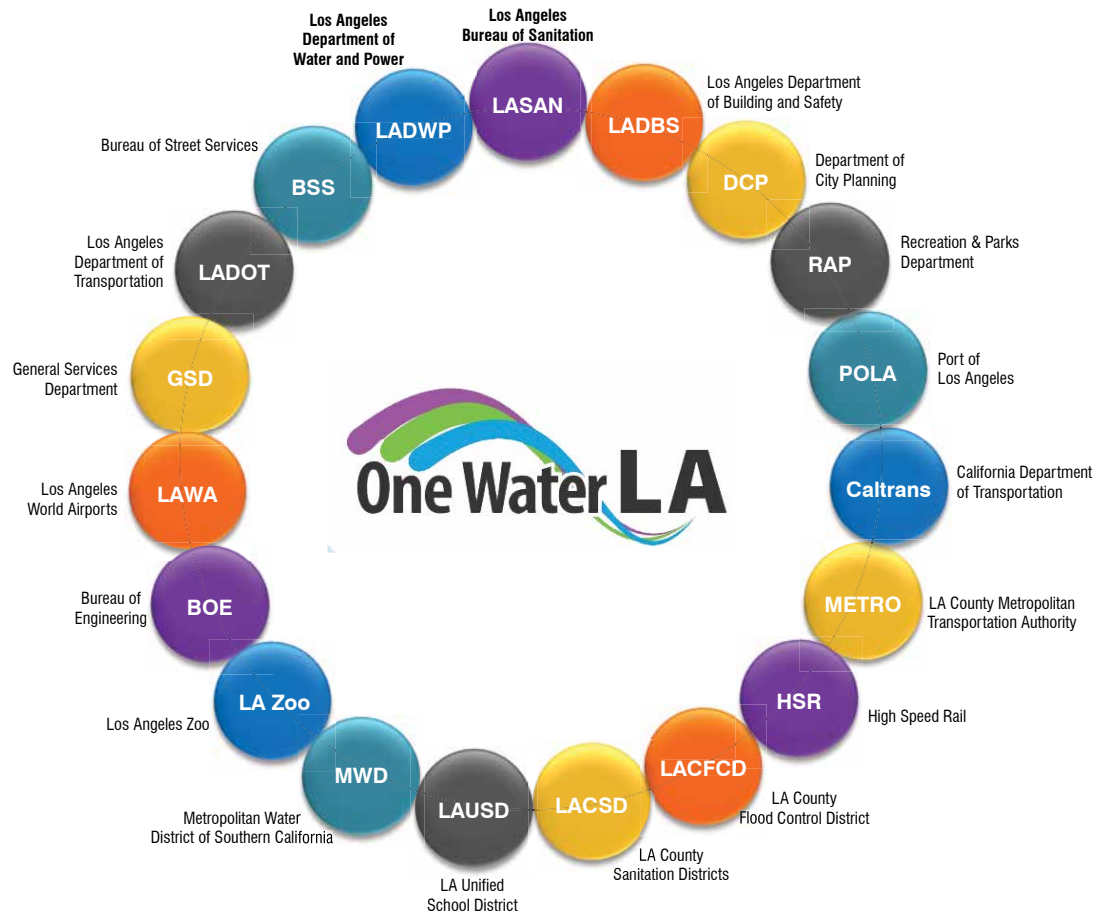 Los Angeles
Department of
Water and Power
Los Angeles
Bureau of Sanitation
LADWP
LASAN
LADBS
Los Angeles Department
of Building and Safety
DCP
Department of
City Planning
RAP
Recreation & Parks
Department
POLA
Port of
Los Angeles
Caltrans
California Department
of Transportation
METRO
LA County Metropolitan
Transportation Authority
HSR
High Speed Rail
LACFCD
LA County
Flood Control District
LACSD
LA County
Sanitation Districts
LAUSD
LA Unified
School District
MWD
Metropolitan Water
District of Southern California
LA Zoo
Los Angeles Zoo
BOE
Bureau of
Engineering
LAWA
Los Angeles
World Airports
GSD
General Services
Department
LADOT
Los Angeles
Department of
Transportation
BSS
Bureau of Street Services
One Water LA